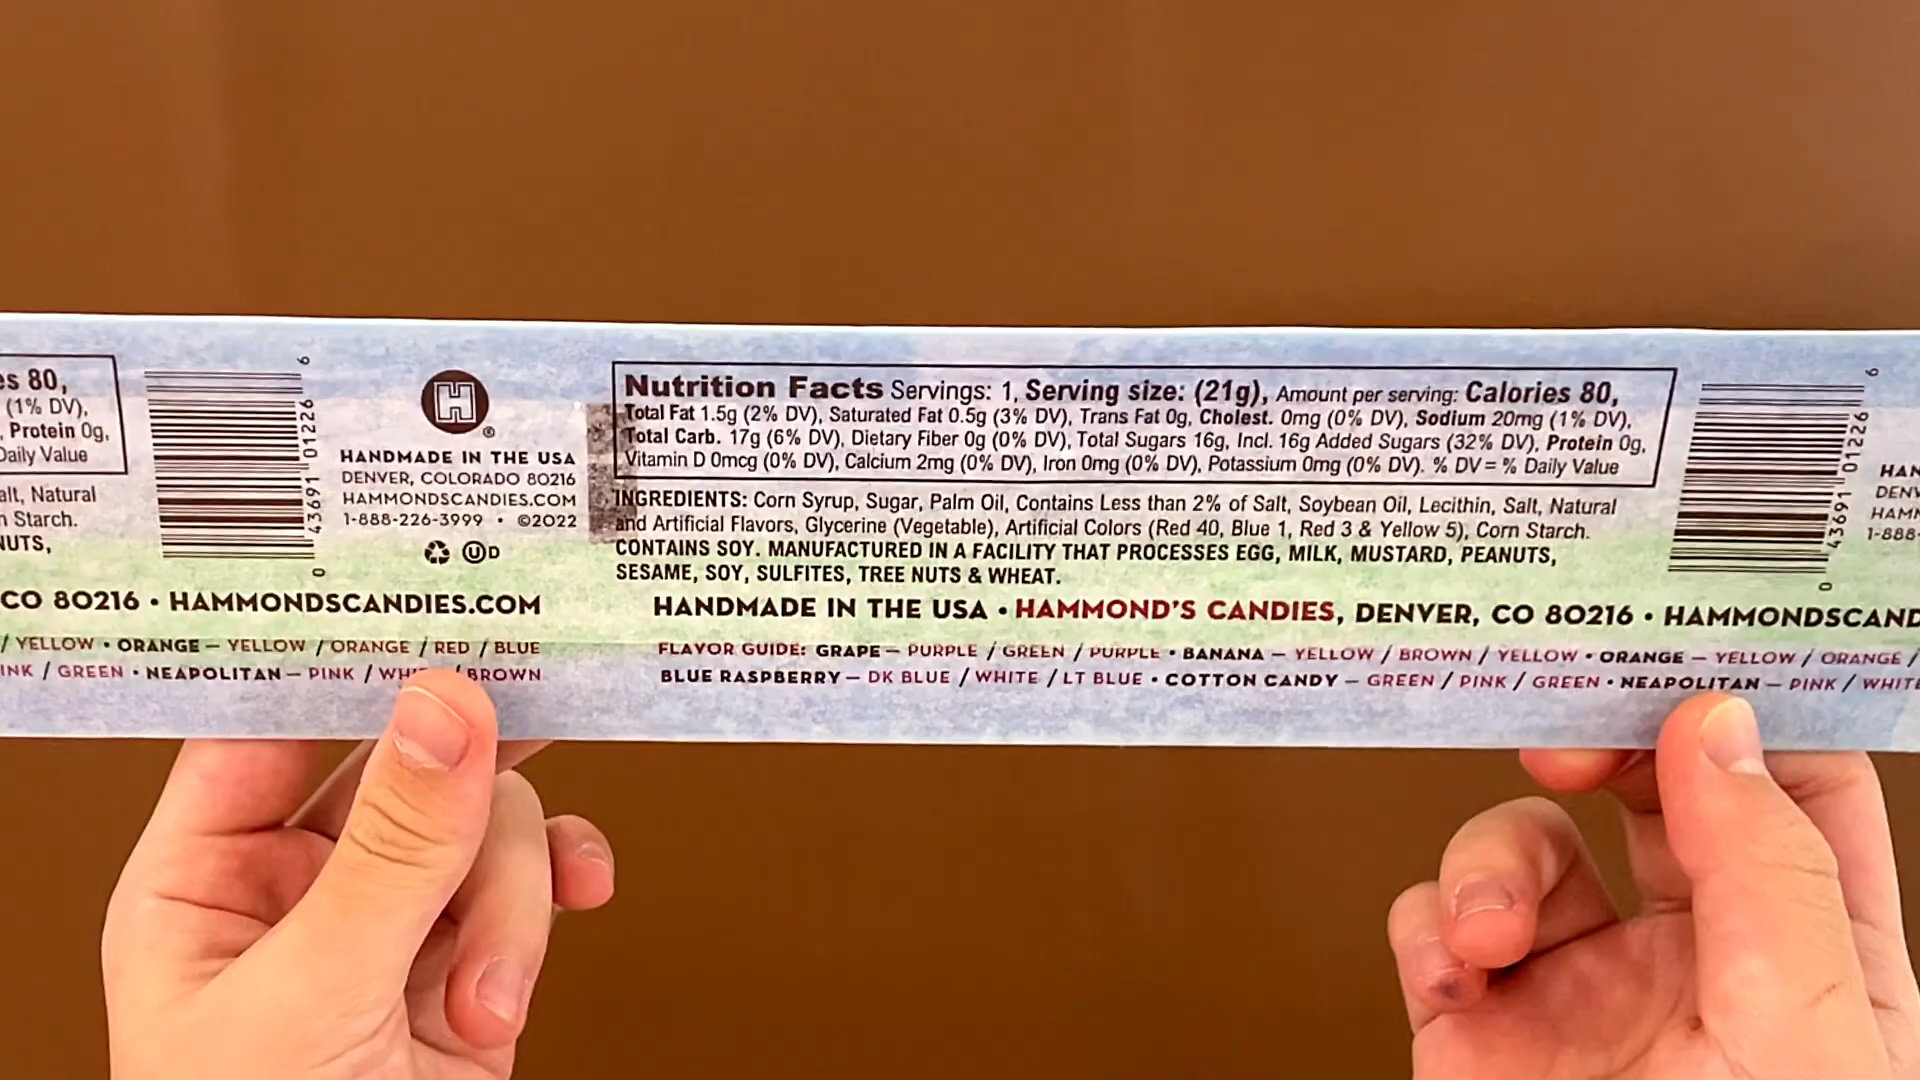 es 80,
(1% DV),
, Protein 0g,
Daily Value
alt, Natural
n Starch.
NUTS,
0 43691 01226 6
H
®
HANDMADE IN THE USA
DENVER, COLORADO 80216
HAMMONDSCANDIES.COM
1-888-226-3999 • ©2022
U D
CO 80216 • HAMMONDSCANDIES.COM
/ YELLOW • ORANGE — YELLOW / ORANGE / RED / BLUE
INK / GREEN • NEAPOLITAN — PINK / WHI / BROWN
Nutrition Facts Servings: 1, Serving size: (21g), Amount per serving: Calories 80,
Total Fat 1.5g (2% DV), Saturated Fat 0.5g (3% DV), Trans Fat 0g, Cholest. 0mg (0% DV), Sodium 20mg (1% DV),
Total Carb. 17g (6% DV), Dietary Fiber 0g (0% DV), Total Sugars 16g, Incl. 16g Added Sugars (32% DV), Protein 0g,
Vitamin D 0mcg (0% DV), Calcium 2mg (0% DV), Iron 0mg (0% DV), Potassium 0mg (0% DV). % DV = % Daily Value
INGREDIENTS: Corn Syrup, Sugar, Palm Oil, Contains Less than 2% of Salt, Soybean Oil, Lecithin, Salt, Natural
and Artificial Flavors, Glycerine (Vegetable), Artificial Colors (Red 40, Blue 1, Red 3 & Yellow 5), Corn Starch.
CONTAINS SOY. MANUFACTURED IN A FACILITY THAT PROCESSES EGG, MILK, MUSTARD, PEANUTS,
SESAME, SOY, SULFITES, TREE NUTS & WHEAT.
HANDMADE IN THE USA • HAMMOND'S CANDIES, DENVER, CO 80216 • HAMMONDSCAND
FLAVOR GUIDE: GRAPE — PURPLE / GREEN / PURPLE • BANANA — YELLOW / BROWN / YELLOW • ORANGE — YELLOW / ORANGE /
BLUE RASPBERRY — DK BLUE / WHITE / LT BLUE • COTTON CANDY — GREEN / PINK / GREEN • NEAPOLITAN — PINK / WHITE
0 43691 01226 6
HAN
DENV
HAMM
1-888-